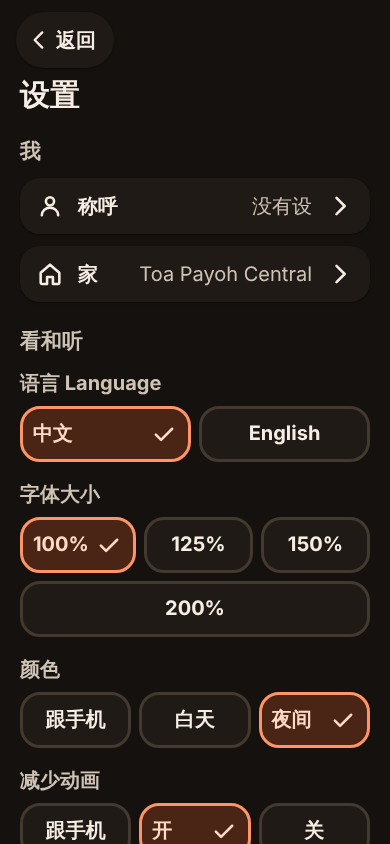 返回
设置
我
称呼 没有设
家 Toa Payoh Central
看和听
语言 Language
中文 English
字体大小
100% 125% 150%
200%
颜色
跟手机 白天 夜间
减少动画
跟手机 开 关